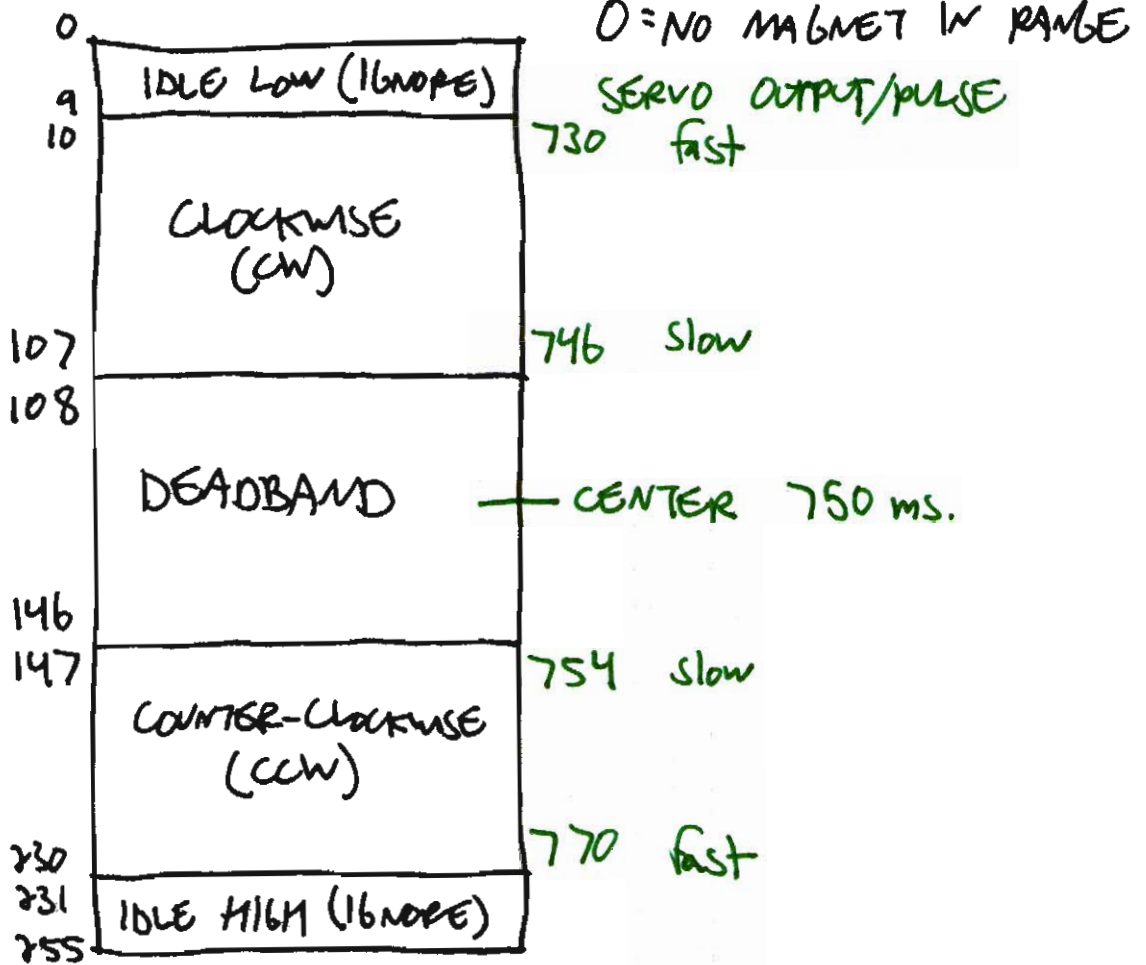 0 = NO MAGNET IN RANGE
0
IDLE LOW (IGNORE)
SERVO OUTPUT/PULSE
9
10
730 fast
CLOCKWISE
(CW)
107
746 slow
108
DEADBAND
CENTER 750 ms.
146
147
754 slow
COUNTER-CLOCKWISE
(CCW)
230
770 fast
231
IDLE HIGH (IGNORE)
255